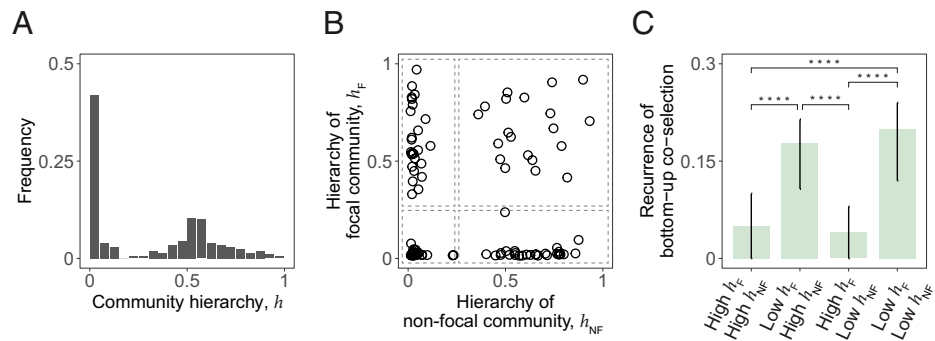 A
0.5
0.25
0
Frequency
0
0.5
1
Community hierarchy, h
B
1
0.5
0
Hierarchy of
focal community, hF
0
0.5
1
Hierarchy of
non-focal community, hNF
C
0.3
0.15
0
Recurrence of
bottom-up co-selection
****
****
****
****
High hF
High hNF
Low hF
High hNF
High hF
Low hNF
Low hF
Low hNF